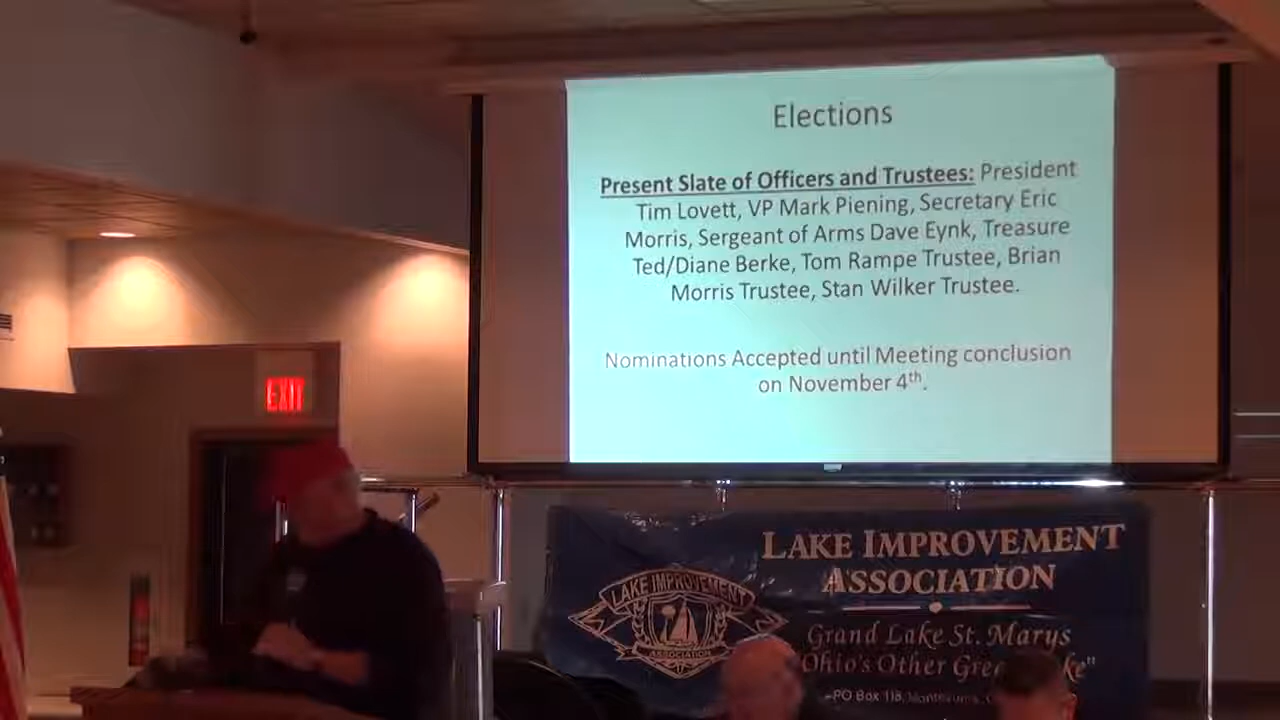 Elections
Present Slate of Officers and Trustees: President
Tim Lovett, VP Mark Piening, Secretary Eric
Morris, Sergeant of Arms Dave Eynk, Treasure
Ted/Diane Berke, Tom Rampe Trustee, Brian
Morris Trustee, Stan Wilker Trustee.
Nominations Accepted until Meeting conclusion
on November 4th.
EXIT
LAKE IMPROVEMENT
ASSOCIATION
LAKE IMPROVEMENT
ASSOCIATION
Grand Lake St. Marys
"Ohio's Other
PO Box 118,